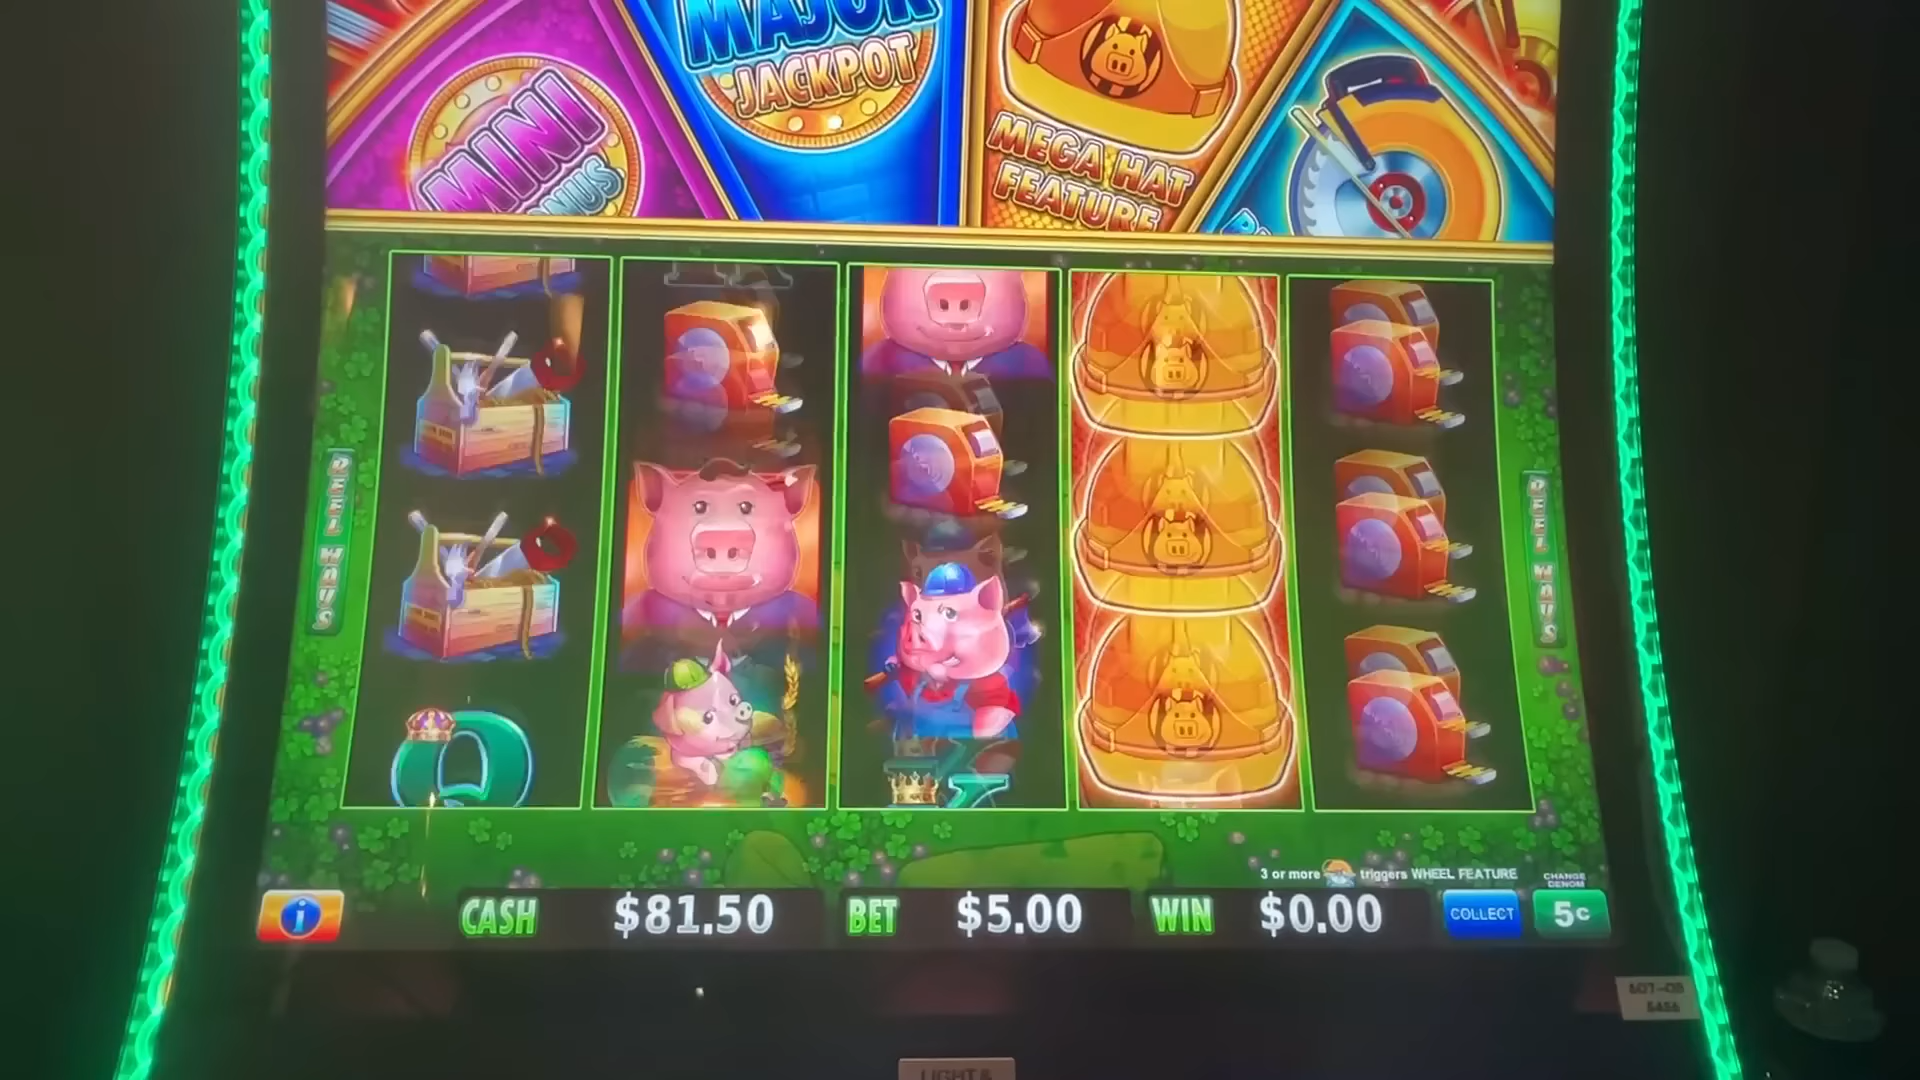 MAJOR
JACKPOT
MINI
MEGA HAT
FEATURE
REEL WAYS
REEL WAYS
Q
3 or more triggers WHEEL FEATURE
CHANGE
DENOM
CASH $81.50 BET $5.00 WIN $0.00 COLLECT 5¢